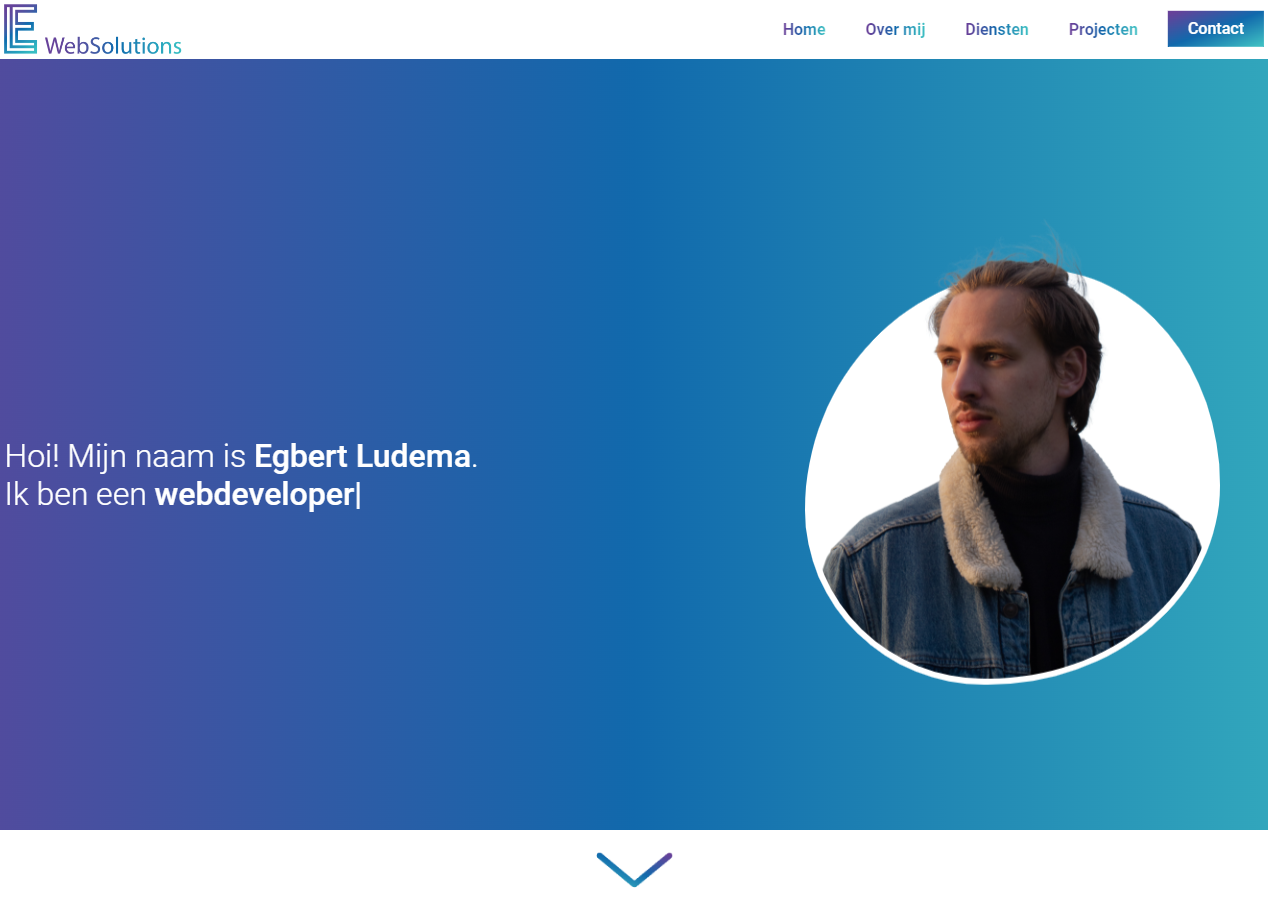 E WebSolutions
Home Over mij Diensten Projecten Contact
Hoi! Mijn naam is Egbert Ludema.
Ik ben een webdeveloper|